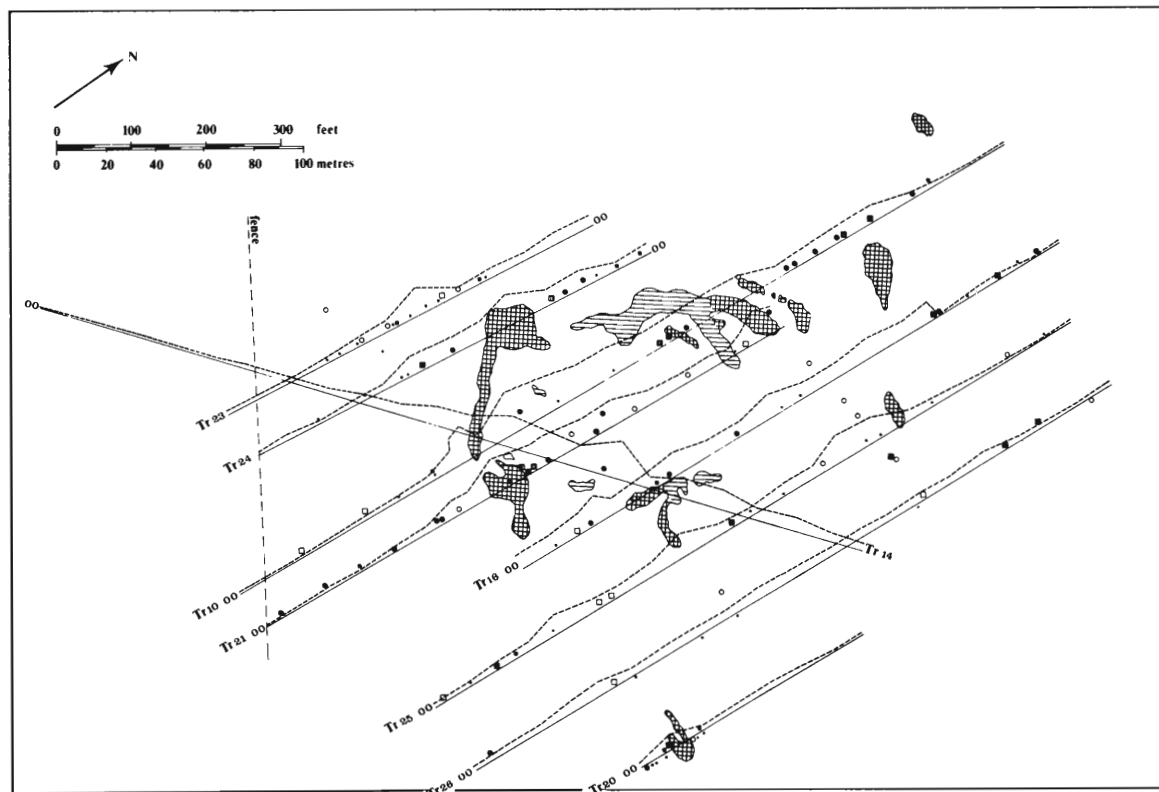 N
0 100 200 300 feet
0 20 40 60 80 100 metres
fence
00
00
00
Tr 23
Tr 24
Tr 10 00
Tr 21 00
Tr 16 00
Tr 14
Tr 25 00
Tr 26 00
Tr 20 00